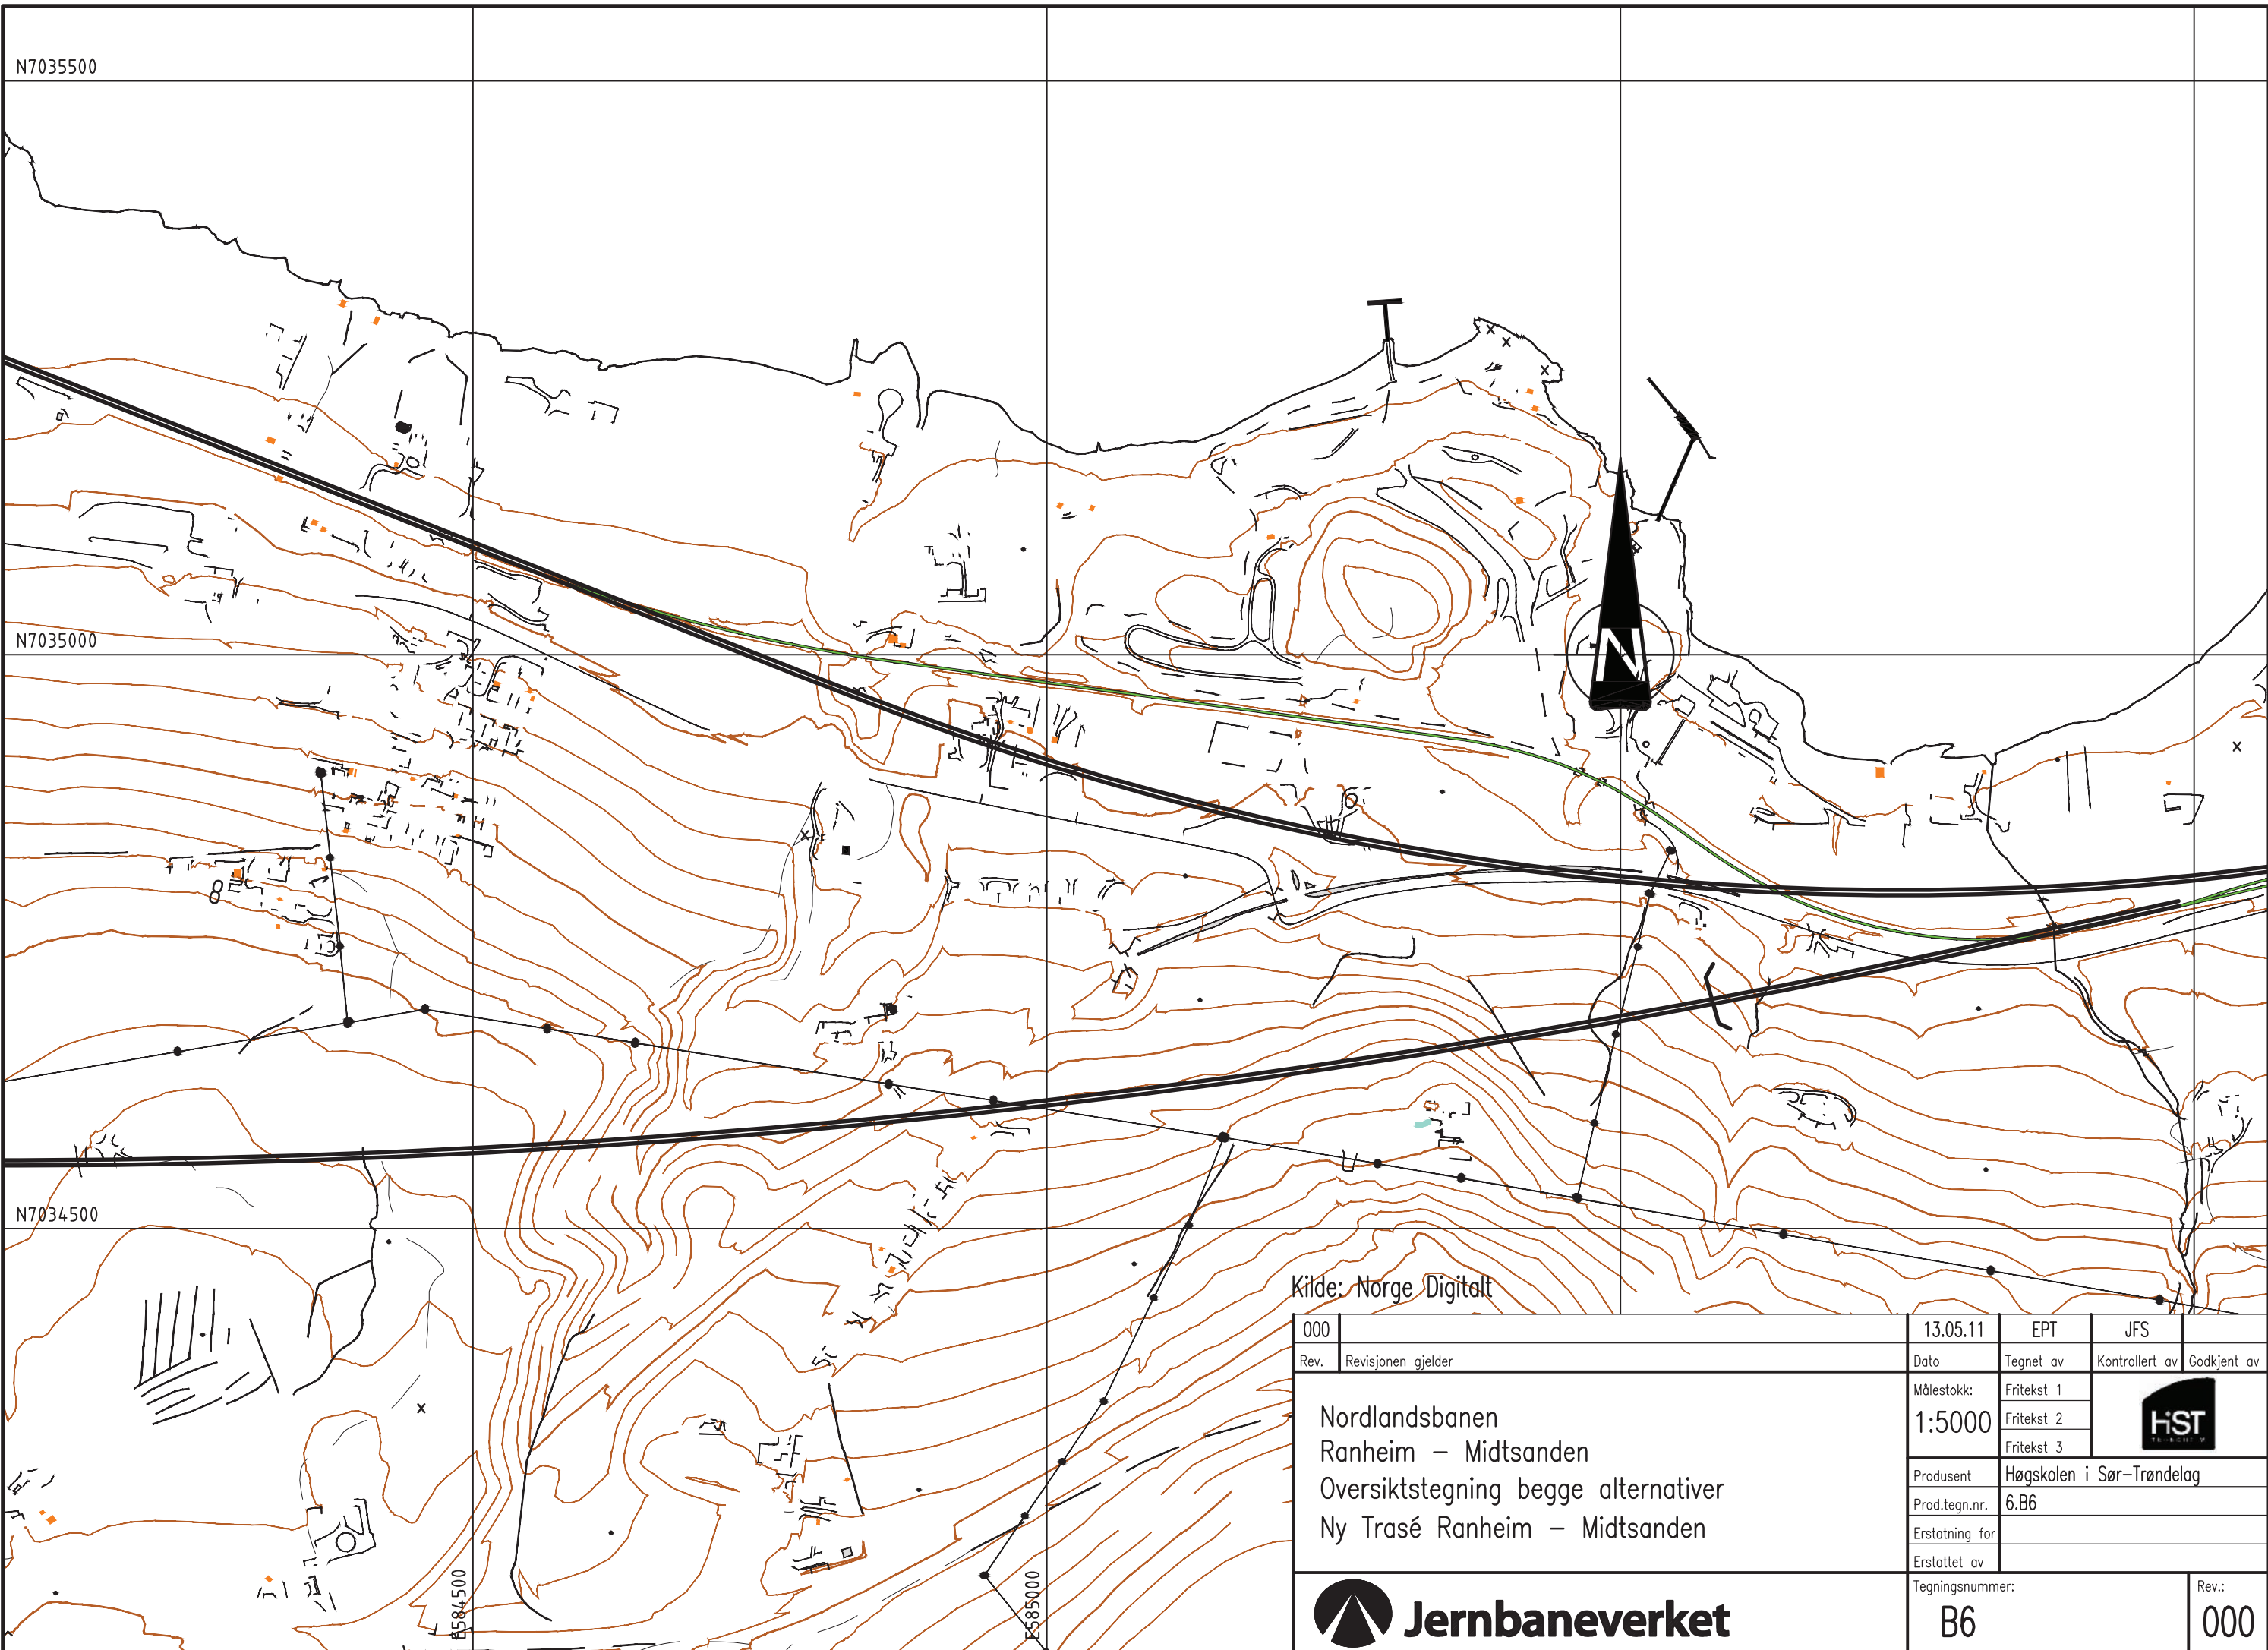 N7035500
N7035000
N7034500
E584500
E585000
N
Kilde: Norge Digitalt
000
13.05.11
EPT
JFS
Rev.
Revisjonen gjelder
Dato
Tegnet av
Kontrollert av
Godkjent av
Nordlandsbanen
Ranheim – Midtsanden
Oversiktstegning begge alternativer
Ny Trasé Ranheim – Midtsanden
Målestokk:
1:5000
Fritekst 1
Fritekst 2
Fritekst 3
HiST
Produsent
Høgskolen i Sør-Trøndelag
Prod.tegn.nr.
6.B6
Erstatning for
Erstattet av
Jernbaneverket
Tegningsnummer:
B6
Rev.:
000